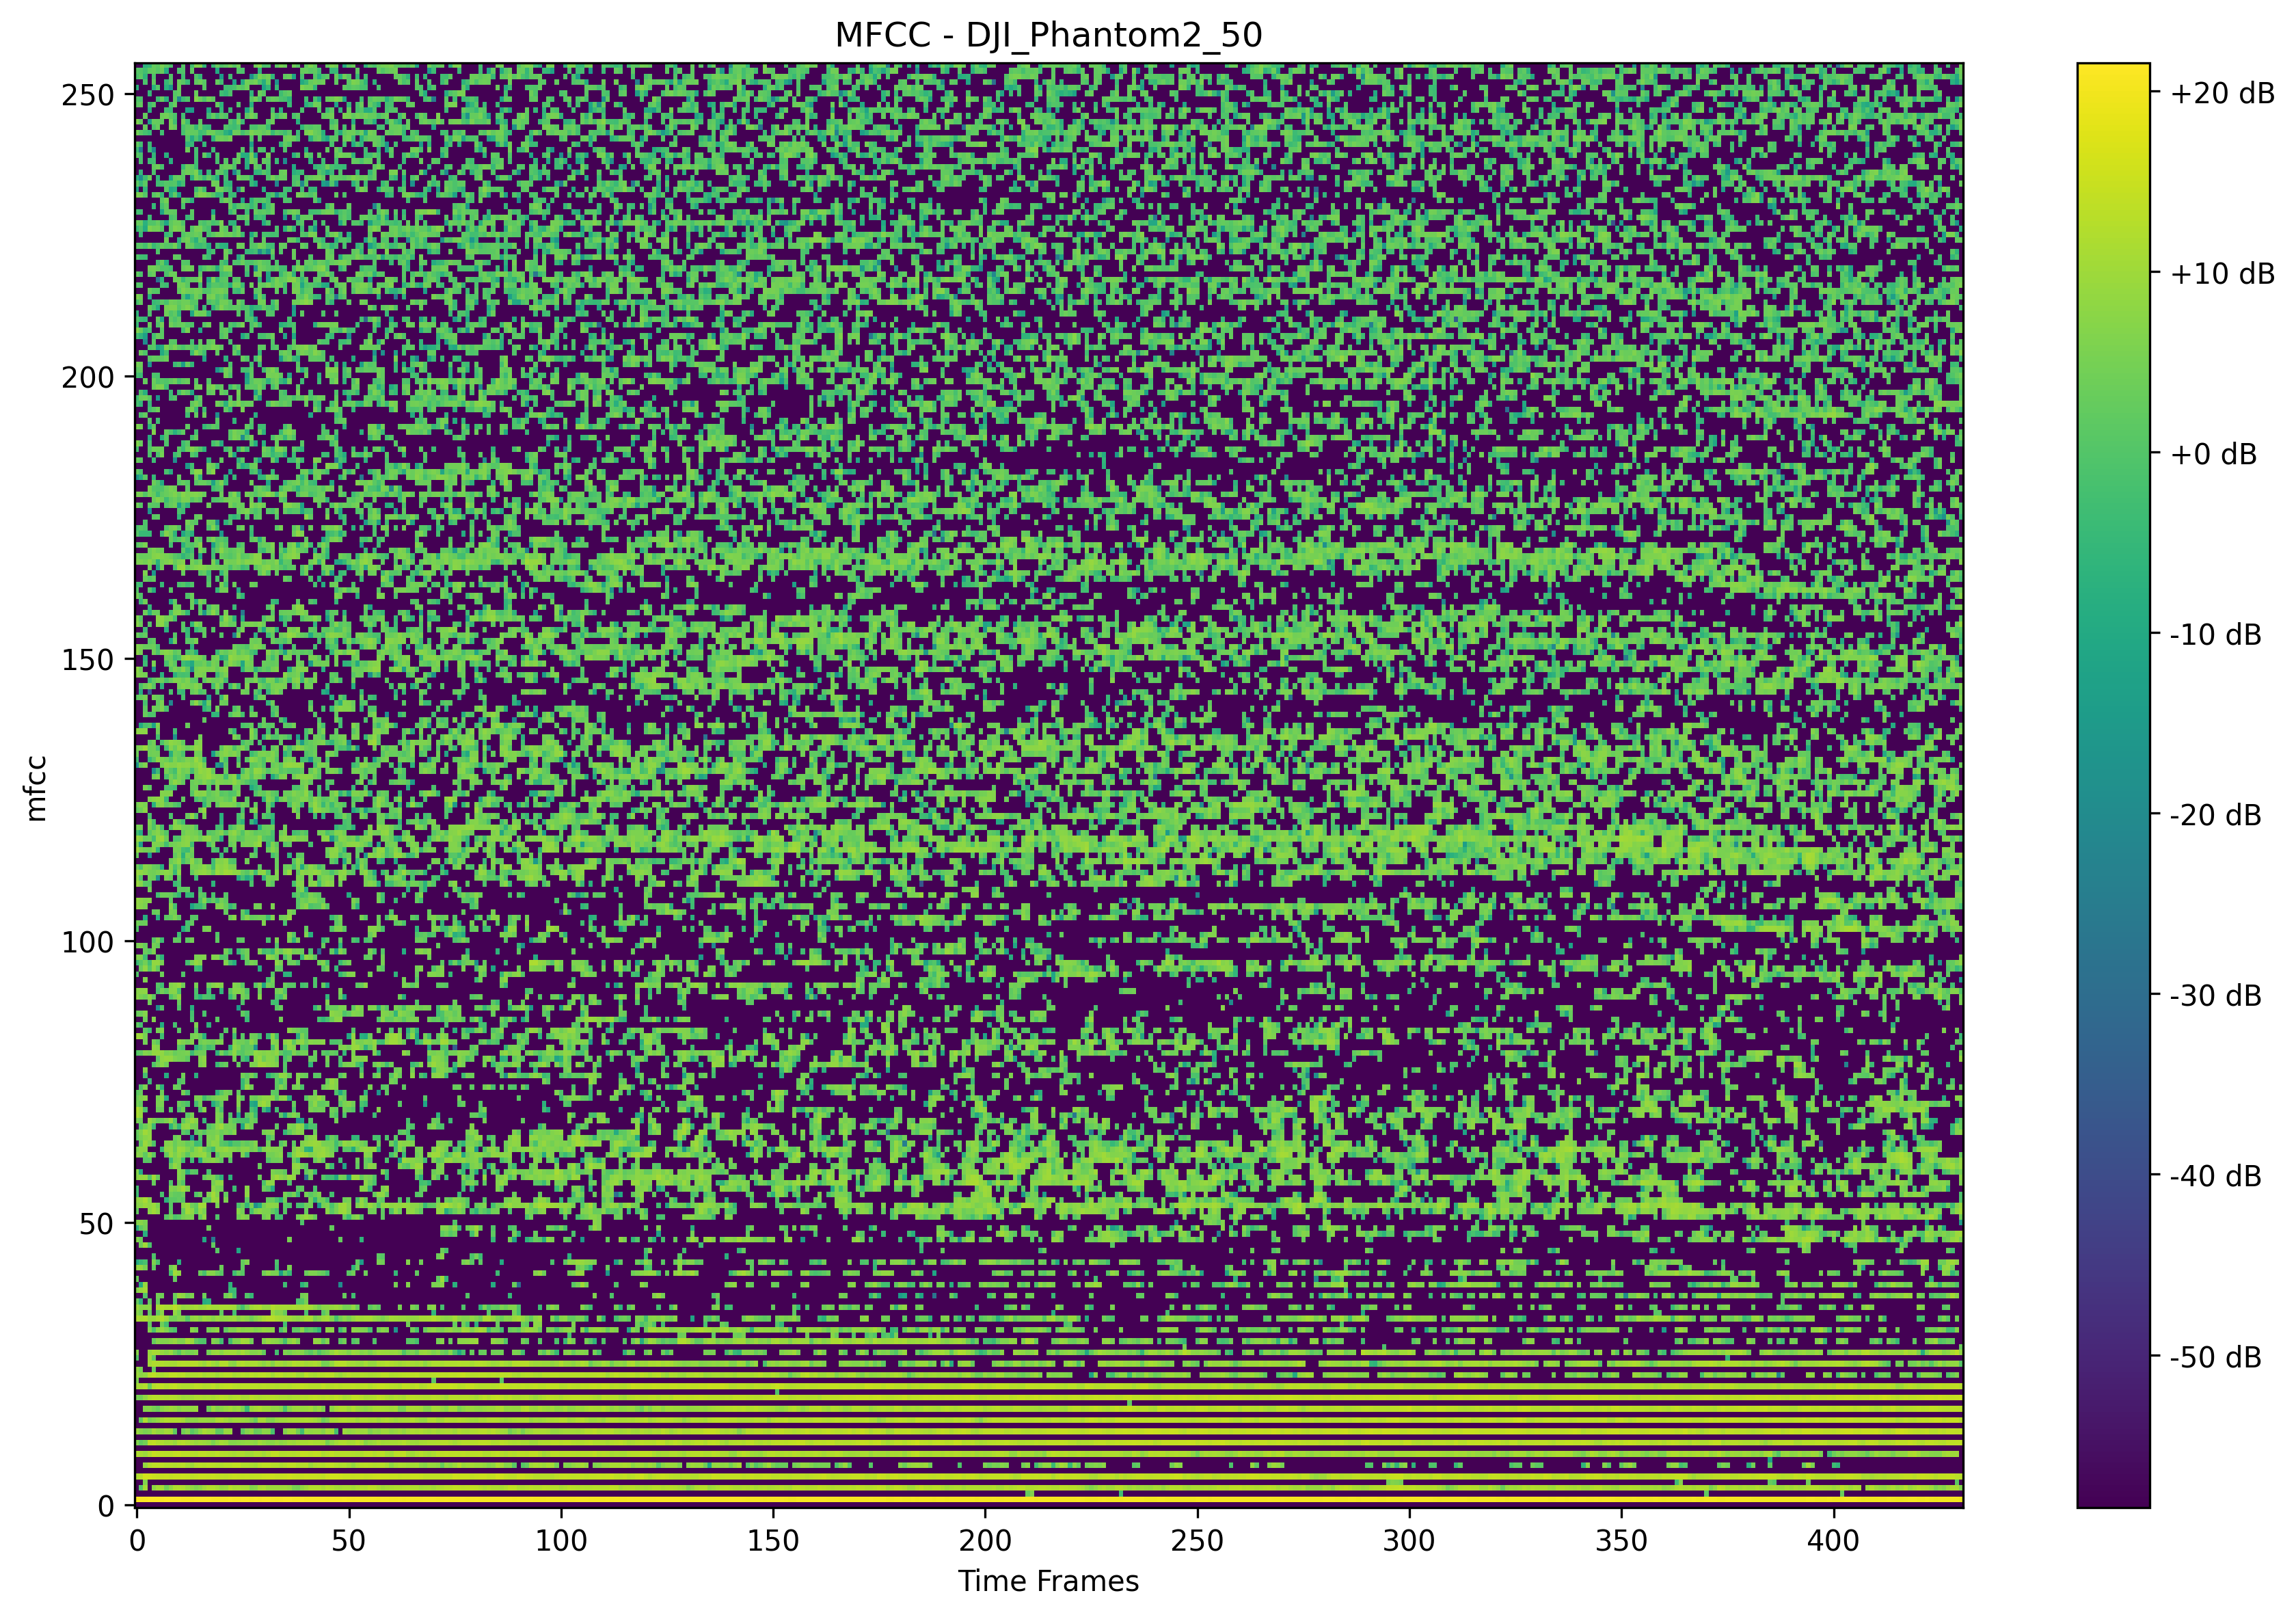 MFCC - DJI_Phantom2_50
250
200
150
100
50
0
mfcc
0 50 100 150 200 250 300 350 400
Time Frames
+20 dB
+10 dB
+0 dB
-10 dB
-20 dB
-30 dB
-40 dB
-50 dB